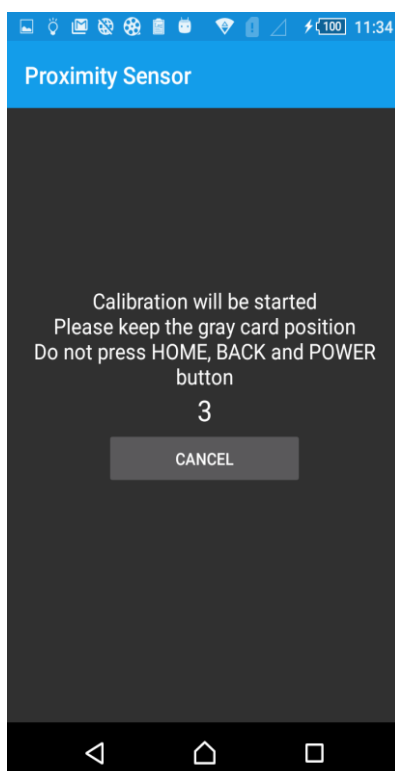 100 11:34
Proximity Sensor
Calibration will be started
Please keep the gray card position
Do not press HOME, BACK and POWER
button
3
CANCEL